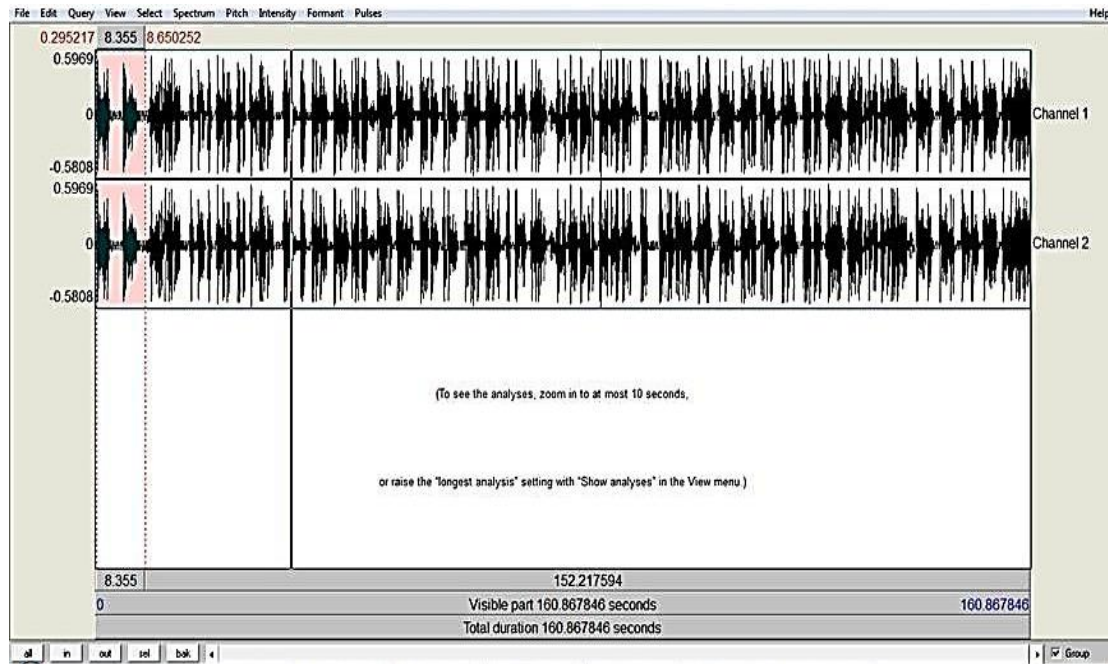 File Edit Query View Select Spectrum Pitch Intensity Formant Pulses Help
0.295217 8.355 8.650252
0.5969
0
-0.5808
Channel 1
0.5969
0
-0.5808
Channel 2
(To see the analyses, zoom in to at most 10 seconds,
or raise the "longest analysis" setting with "Show analyses" in the View menu.)
8.355 152.217594
0 Visible part 160.867846 seconds 160.867846
Total duration 160.867846 seconds
all in out sel bak Group